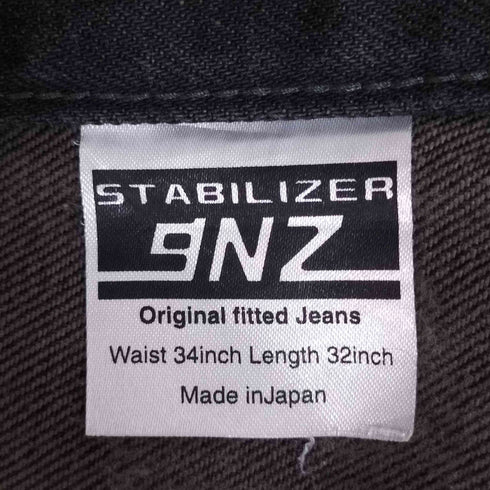 STABILIZER
gNZ
Original fitted Jeans
Waist 34inch Length 32inch
Made inJapan